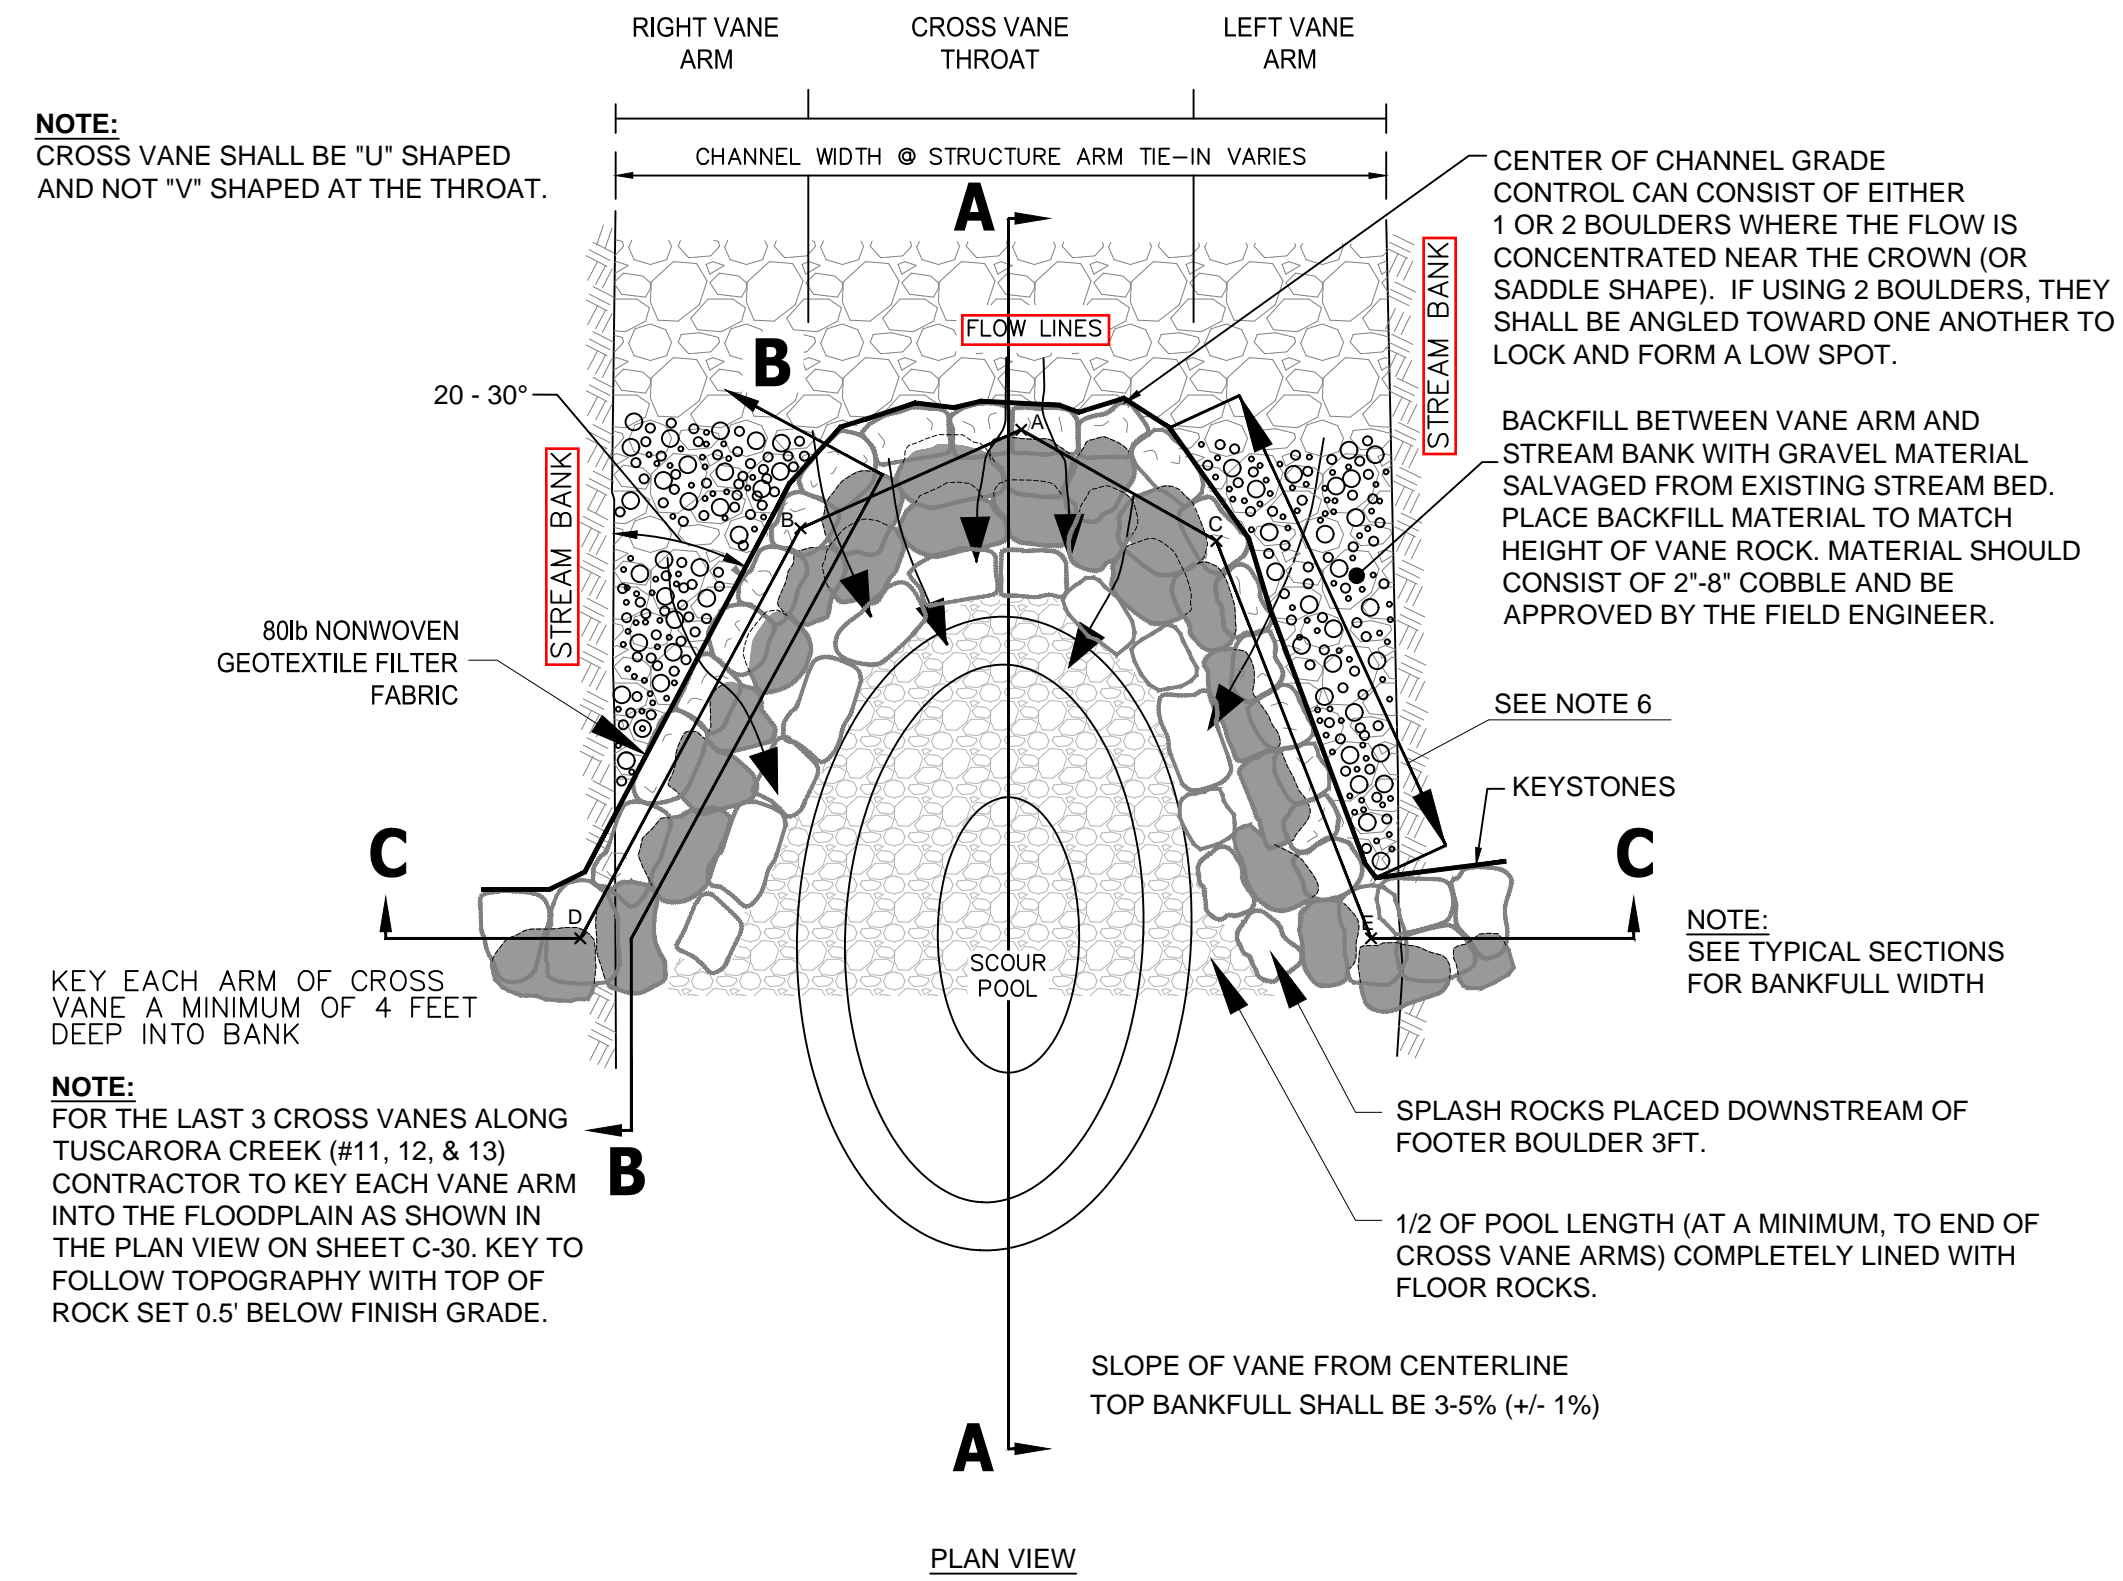 RIGHT VANE
ARM
CROSS VANE
THROAT
LEFT VANE
ARM
NOTE:
CROSS VANE SHALL BE "U" SHAPED
AND NOT "V" SHAPED AT THE THROAT.
CHANNEL WIDTH @ STRUCTURE ARM TIE-IN VARIES
A
CENTER OF CHANNEL GRADE
CONTROL CAN CONSIST OF EITHER
1 OR 2 BOULDERS WHERE THE FLOW IS
CONCENTRATED NEAR THE CROWN (OR
SADDLE SHAPE). IF USING 2 BOULDERS, THEY
SHALL BE ANGLED TOWARD ONE ANOTHER TO
LOCK AND FORM A LOW SPOT.
STREAM BANK
FLOW LINES
B
20 - 30°
A
B
C
STREAM BANK
BACKFILL BETWEEN VANE ARM AND
STREAM BANK WITH GRAVEL MATERIAL
SALVAGED FROM EXISTING STREAM BED.
PLACE BACKFILL MATERIAL TO MATCH
HEIGHT OF VANE ROCK. MATERIAL SHOULD
CONSIST OF 2"-8" COBBLE AND BE
APPROVED BY THE FIELD ENGINEER.
80lb NONWOVEN
GEOTEXTILE FILTER
FABRIC
SEE NOTE 6
KEYSTONES
C
C
D
E
NOTE:
SEE TYPICAL SECTIONS
FOR BANKFULL WIDTH
SCOUR
POOL
KEY EACH ARM OF CROSS
VANE A MINIMUM OF 4 FEET
DEEP INTO BANK
NOTE:
FOR THE LAST 3 CROSS VANES ALONG
TUSCARORA CREEK (#11, 12, & 13)
CONTRACTOR TO KEY EACH VANE ARM
INTO THE FLOODPLAIN AS SHOWN IN
THE PLAN VIEW ON SHEET C-30. KEY TO
FOLLOW TOPOGRAPHY WITH TOP OF
ROCK SET 0.5' BELOW FINISH GRADE.
B
SPLASH ROCKS PLACED DOWNSTREAM OF
FOOTER BOULDER 3FT.
1/2 OF POOL LENGTH (AT A MINIMUM, TO END OF
CROSS VANE ARMS) COMPLETELY LINED WITH
FLOOR ROCKS.
SLOPE OF VANE FROM CENTERLINE
TOP BANKFULL SHALL BE 3-5% (+/- 1%)
A
PLAN VIEW